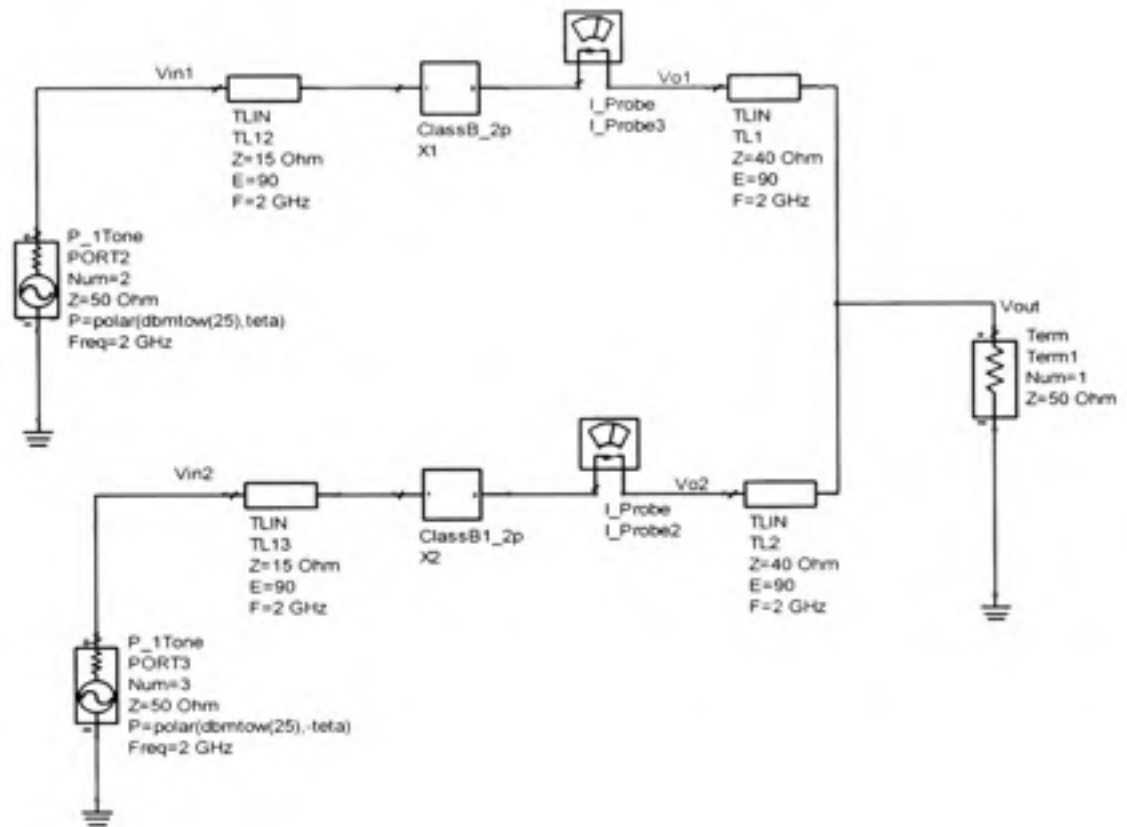 Vin1
TLIN
TL12
Z=15 Ohm
E=90
F=2 GHz
ClassB_2p
X1
I_Probe
I_Probe3
Vo1
TLIN
TL1
Z=40 Ohm
E=90
F=2 GHz
P_1Tone
PORT2
Num=2
Z=50 Ohm
P=polar(dbmtow(25),teta)
Freq=2 GHz
Vout
Term
Term1
Num=1
Z=50 Ohm
Vin2
TLIN
TL13
Z=15 Ohm
E=90
F=2 GHz
ClassB1_2p
X2
I_Probe
I_Probe2
Vo2
TLIN
TL2
Z=40 Ohm
E=90
F=2 GHz
P_1Tone
PORT3
Num=3
Z=50 Ohm
P=polar(dbmtow(25),-teta)
Freq=2 GHz